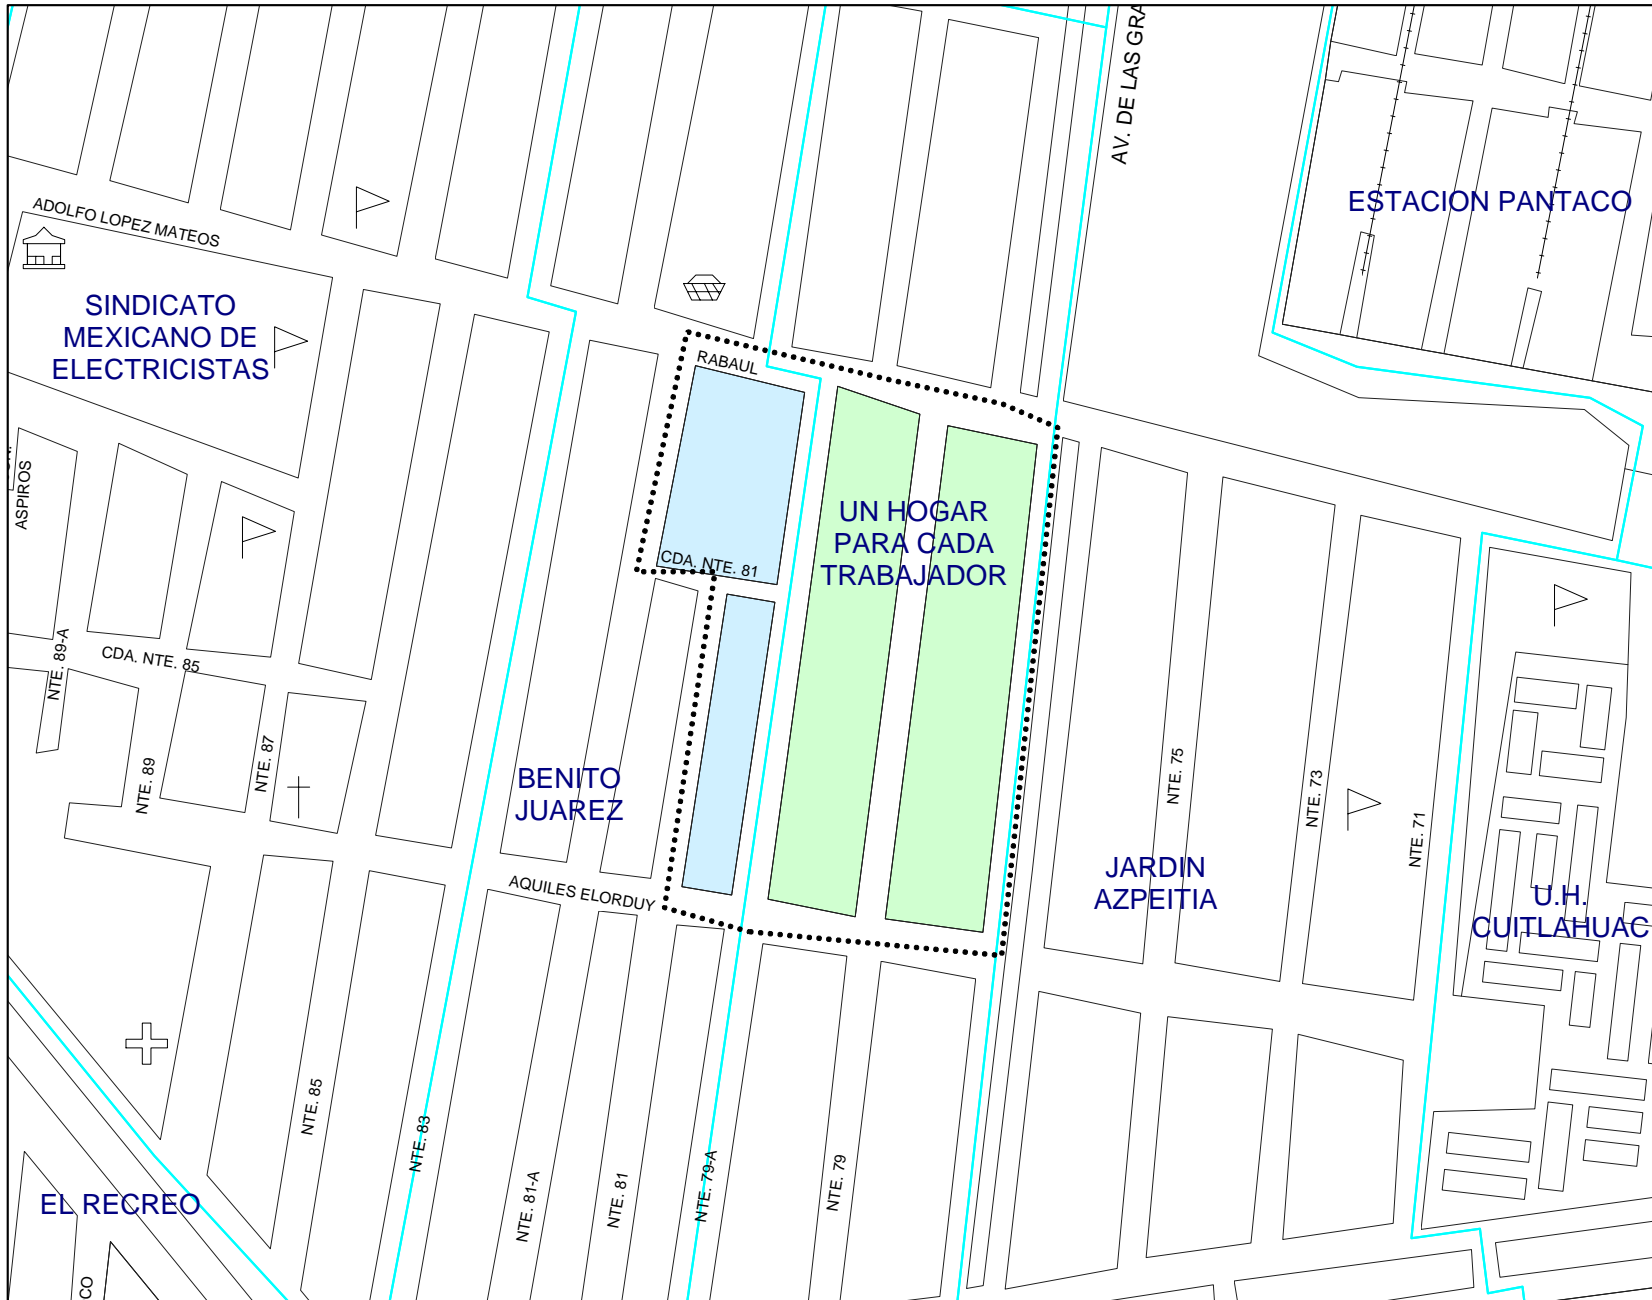 AV. DE LAS GRA
ESTACION PANTACO
ADOLFO LOPEZ MATEOS
SINDICATO
MEXICANO DE
ELECTRICISTAS
RABAUL
ASPIROS
UN HOGAR
PARA CADA
TRABAJADOR
CDA. NTE. 81
NTE. 89-A
CDA. NTE. 85
NTE. 89
NTE. 87
BENITO
JUAREZ
NTE. 75
NTE. 73
NTE. 71
JARDIN
AZPEITIA
AQUILES ELORDUY
U.H.
CUITLAHUAC
NTE. 85
NTE. 83
NTE. 81-A
NTE. 81
NTE. 79-A
NTE. 79
EL RECREO
CO